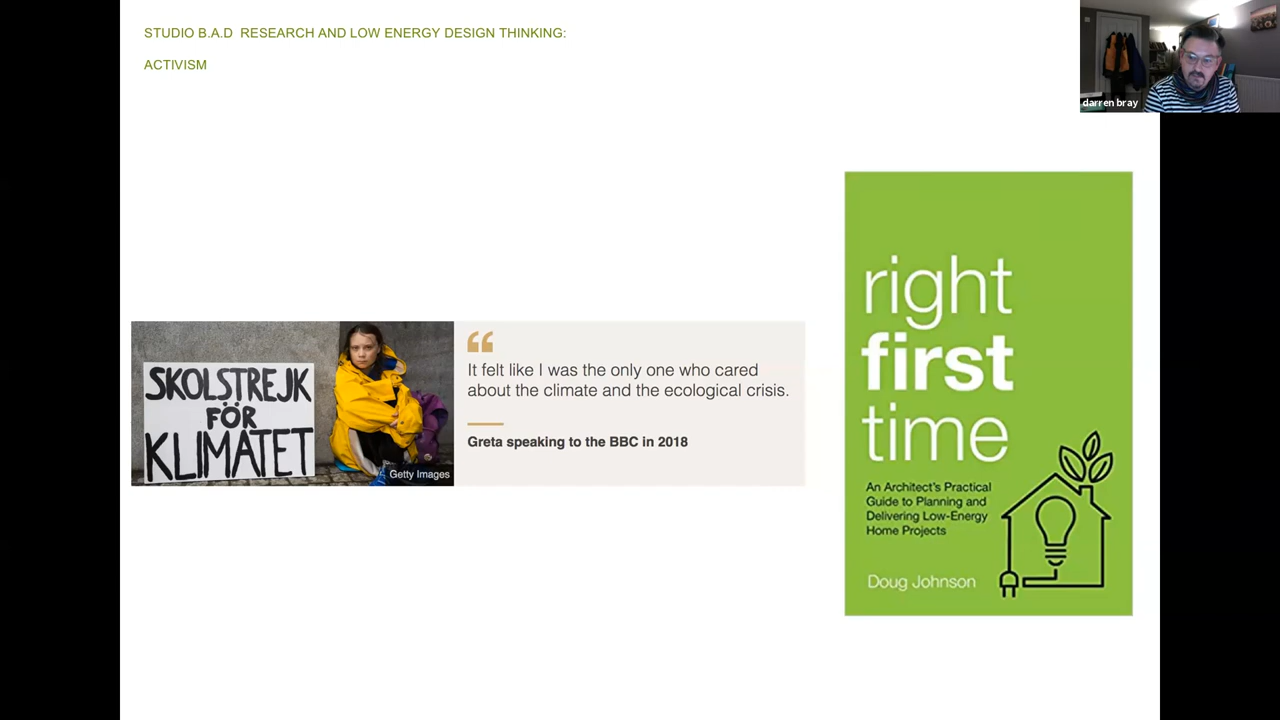 STUDIO B.A.D RESEARCH AND LOW ENERGY DESIGN THINKING:
ACTIVISM
darren bray
SKOLSTREJK
FÖR
KLIMATET
Getty Images
“
It felt like I was the only one who cared
about the climate and the ecological crisis.
Greta speaking to the BBC in 2018
right
first
time
An Architect's Practical
Guide to Planning and
Delivering Low-Energy
Home Projects
Doug Johnson